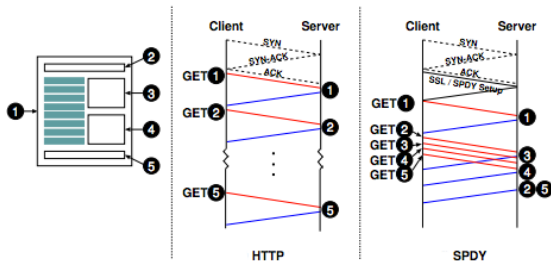 1
2
3
4
5
Client Server
SYN
SYN-ACK
ACK
GET 1
1
GET 2
2
GET 5
5
HTTP
Client Server
SYN
SYN-ACK
ACK
SSL / SPDY Setup
GET 1
1
GET 2
GET 3
GET 4
GET 5
3
4
2 5
SPDY